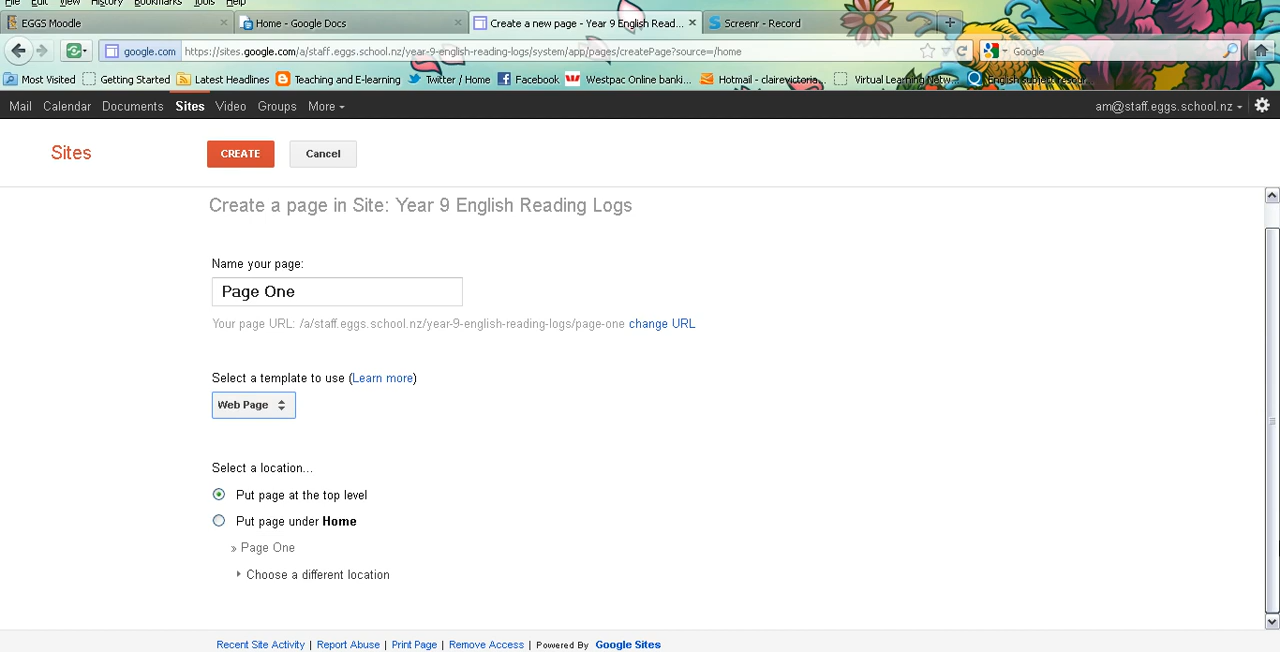 File Edit View History Bookmarks Tools Help
EGGS Moodle × Home - Google Docs × Create a new page - Year 9 English Read... × Screenr - Record +
google.com https://sites.google.com/a/staff.eggs.school.nz/year-9-english-reading-logs/system/app/pages/createPage?source=/home Google
Most Visited Getting Started Latest Headlines Teaching and E-learning Twitter / Home Facebook Westpac Online banki... Hotmail - clairevictoria... Virtual Learning Netw... English subject resour...
Mail Calendar Documents Sites Video Groups More am@staff.eggs.school.nz
Sites CREATE Cancel
Create a page in Site: Year 9 English Reading Logs
Name your page:
Page One
Your page URL: /a/staff.eggs.school.nz/year-9-english-reading-logs/page-one change URL
Select a template to use (Learn more)
Web Page
Select a location...
Put page at the top level
Put page under Home
» Page One
Choose a different location
Recent Site Activity | Report Abuse | Print Page | Remove Access | Powered By Google Sites